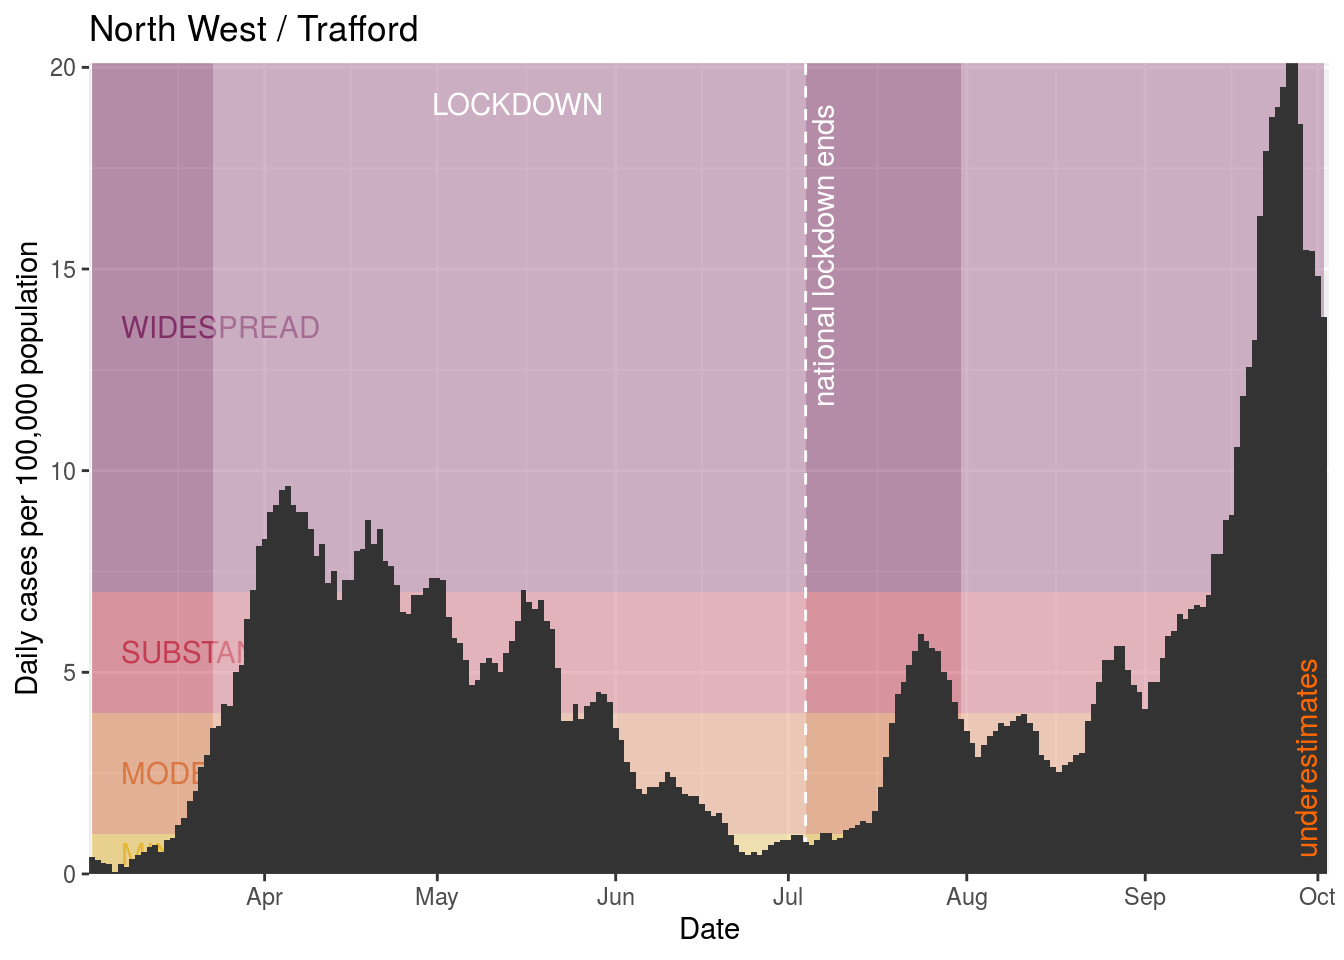 North West / Trafford
20
15
10
5
0
Daily cases per 100,000 population
LOCKDOWN
national lockdown ends
WIDESPREAD
SUBSTAN
MODE
underestimates
Apr
May
Jun
Jul
Aug
Sep
Oct
Date